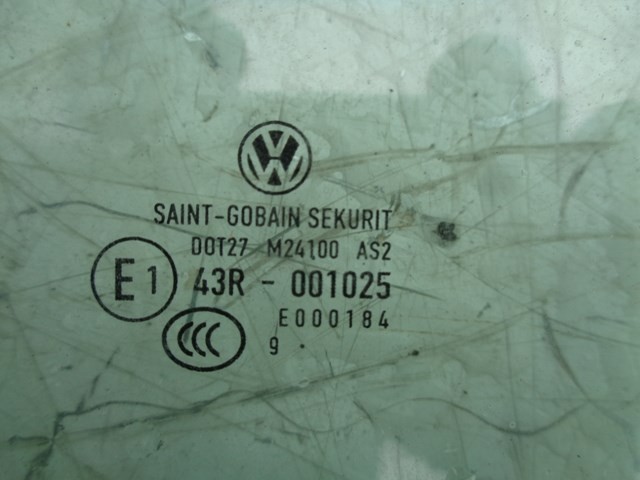 VW
SAINT-GOBAIN SEKURIT
DOT27 M24100 AS2
E1 43R - 001025
E000184
CCC 9 .